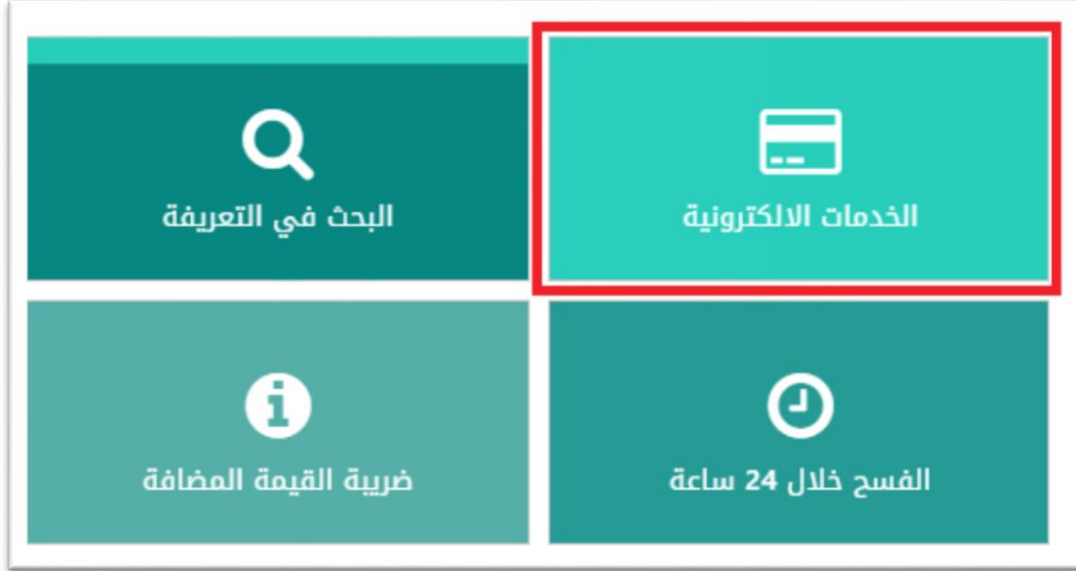 الخدمات الالكترونية
البحث في التعريفة
الفسح خلال 24 ساعة
ضريبة القيمة المضافة